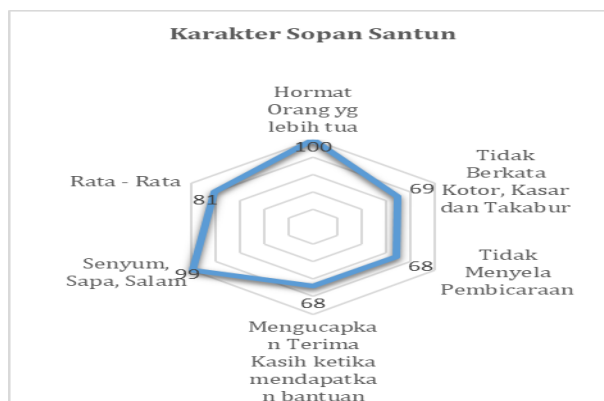 Karakter Sopan Santun
Hormat
Orang yg
lebih tua
100
Tidak
Berkata
Kotor, Kasar
dan Takabur
69
Tidak
Menyela
Pembicaraan
68
68
Mengucapka
n Terima
Kasih ketika
mendapatka
n bantuan
Senyum,
Sapa, Salam
99
Rata - Rata
81